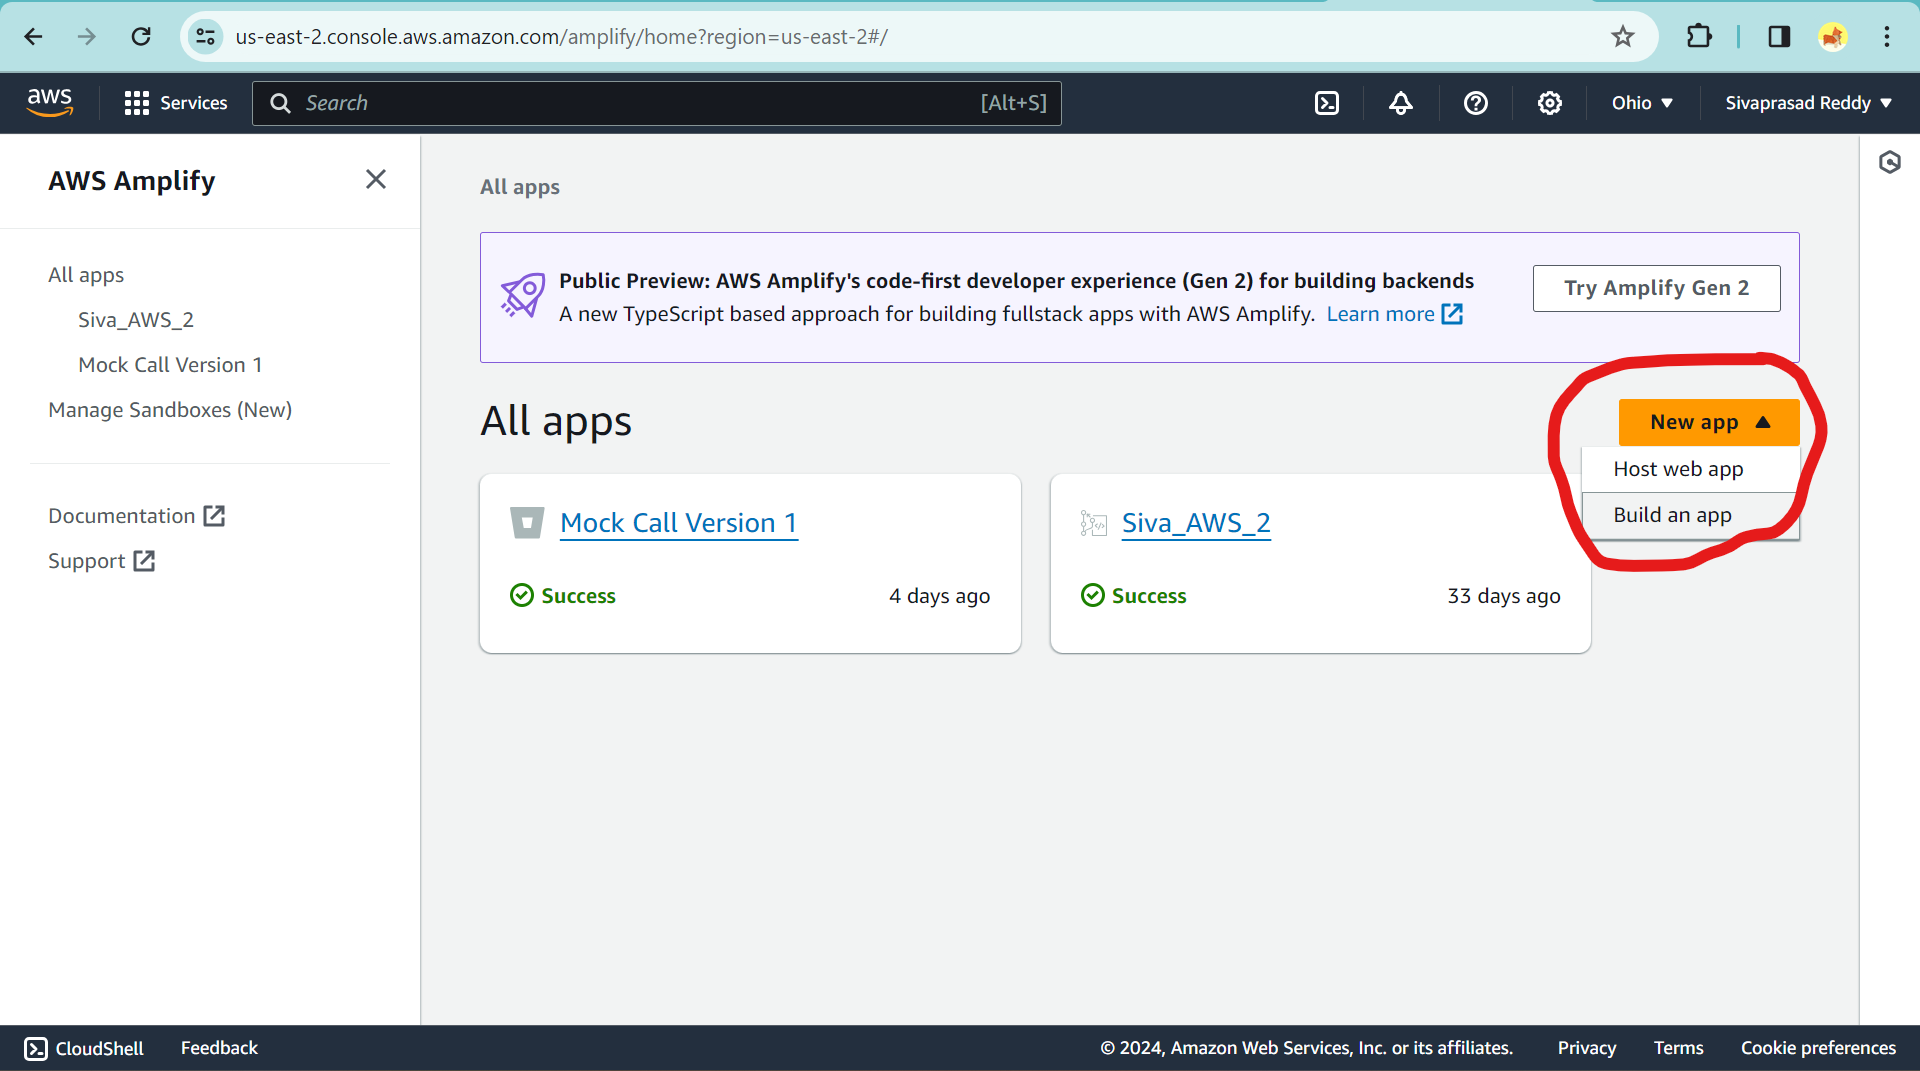 us-east-2.console.aws.amazon.com/amplify/home?region=us-east-2#/
aws
Services
Search
[Alt+S]
Ohio
Sivaprasad Reddy
AWS Amplify
All apps
Siva_AWS_2
Mock Call Version 1
Manage Sandboxes (New)
Documentation
Support
All apps
Public Preview: AWS Amplify's code-first developer experience (Gen 2) for building backends
A new TypeScript based approach for building fullstack apps with AWS Amplify. Learn more
Try Amplify Gen 2
All apps
New app
Host web app
Build an app
Mock Call Version 1
Success
4 days ago
Siva_AWS_2
Success
33 days ago
CloudShell
Feedback
© 2024, Amazon Web Services, Inc. or its affiliates.
Privacy
Terms
Cookie preferences